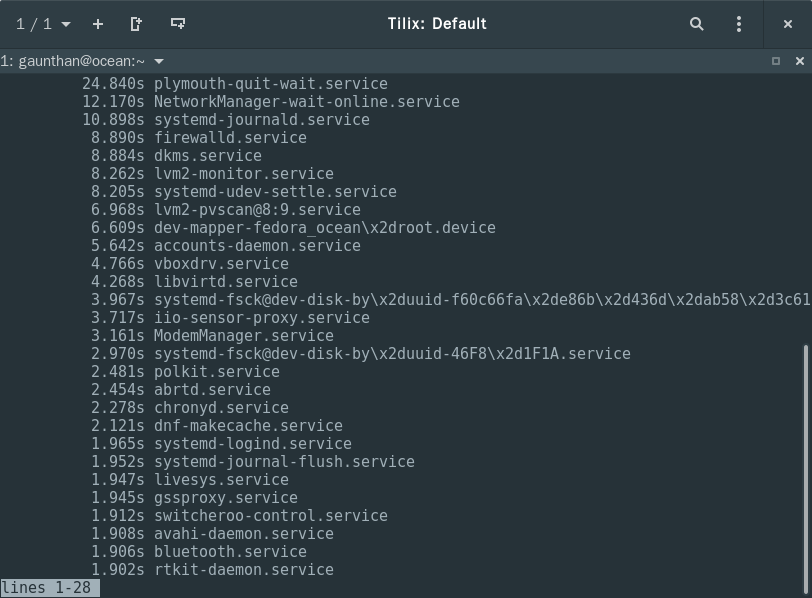 1 / 1
Tilix: Default
1: gaunthan@ocean:~
24.840s plymouth-quit-wait.service
12.170s NetworkManager-wait-online.service
10.898s systemd-journald.service
8.890s firewalld.service
8.884s dkms.service
8.262s lvm2-monitor.service
8.205s systemd-udev-settle.service
6.968s lvm2-pvscan@8:9.service
6.609s dev-mapper-fedora_ocean\x2droot.device
5.642s accounts-daemon.service
4.766s vboxdrv.service
4.268s libvirtd.service
3.967s systemd-fsck@dev-disk-by\x2duuid-f60c66fa\x2de86b\x2d436d\x2dab58\x2d3c61
3.717s iio-sensor-proxy.service
3.161s ModemManager.service
2.970s systemd-fsck@dev-disk-by\x2duuid-46F8\x2d1F1A.service
2.481s polkit.service
2.454s abrtd.service
2.278s chronyd.service
2.121s dnf-makecache.service
1.965s systemd-logind.service
1.952s systemd-journal-flush.service
1.947s livesys.service
1.945s gssproxy.service
1.912s switcheroo-control.service
1.908s avahi-daemon.service
1.906s bluetooth.service
1.902s rtkit-daemon.service
lines 1-28